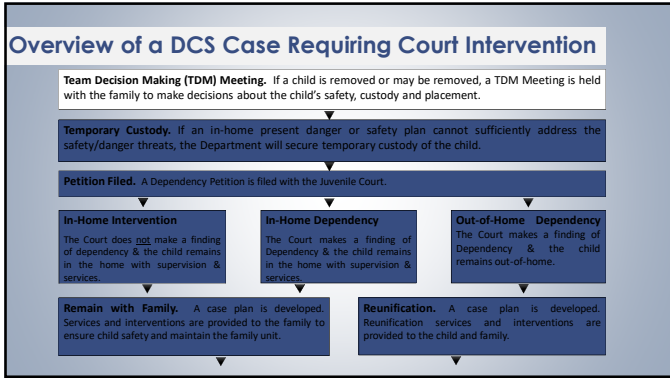 Overview of a DCS Case Requiring Court Intervention
Team Decision Making (TDM) Meeting. If a child is removed or may be removed, a TDM Meeting is held
with the family to make decisions about the child's safety, custody and placement.
Temporary Custody. If an in-home present danger or safety plan cannot sufficiently address the
safety/danger threats, the Department will secure temporary custody of the child.
Petition Filed. A Dependency Petition is filed with the Juvenile Court.
In-Home Intervention
The Court does not make a finding
of dependency & the child remains
in the home with supervision &
services.
In-Home Dependency
The Court makes a finding of
Dependency & the child remains
in the home with supervision &
services.
Out-of-Home Dependency
The Court makes a finding of
Dependency & the child
remains out-of-home.
Remain with Family. A case plan is developed.
Services and interventions are provided to the family to
ensure child safety and maintain the family unit.
Reunification. A case plan is developed.
Reunification services and interventions are
provided to the child and family.